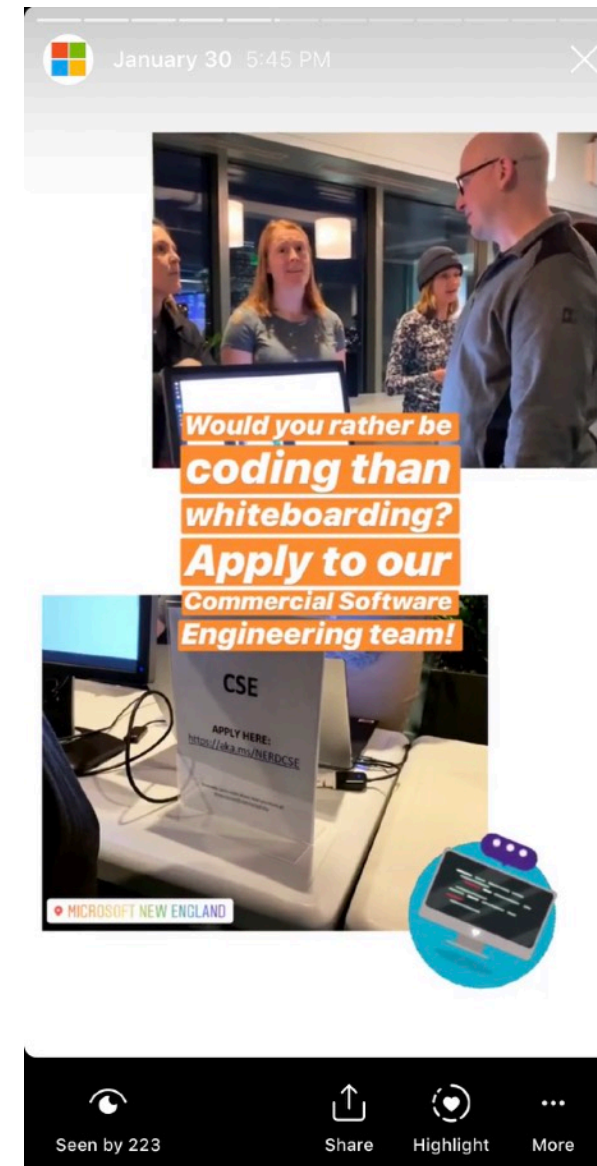 January 30 5:45 PM
Would you rather be
coding than
whiteboarding?
Apply to our
Commercial Software
Engineering team!
CSE
APPLY HERE:
https://aka.ms/NERDCSE
MICROSOFT NEW ENGLAND
Seen by 223
Share
Highlight
More